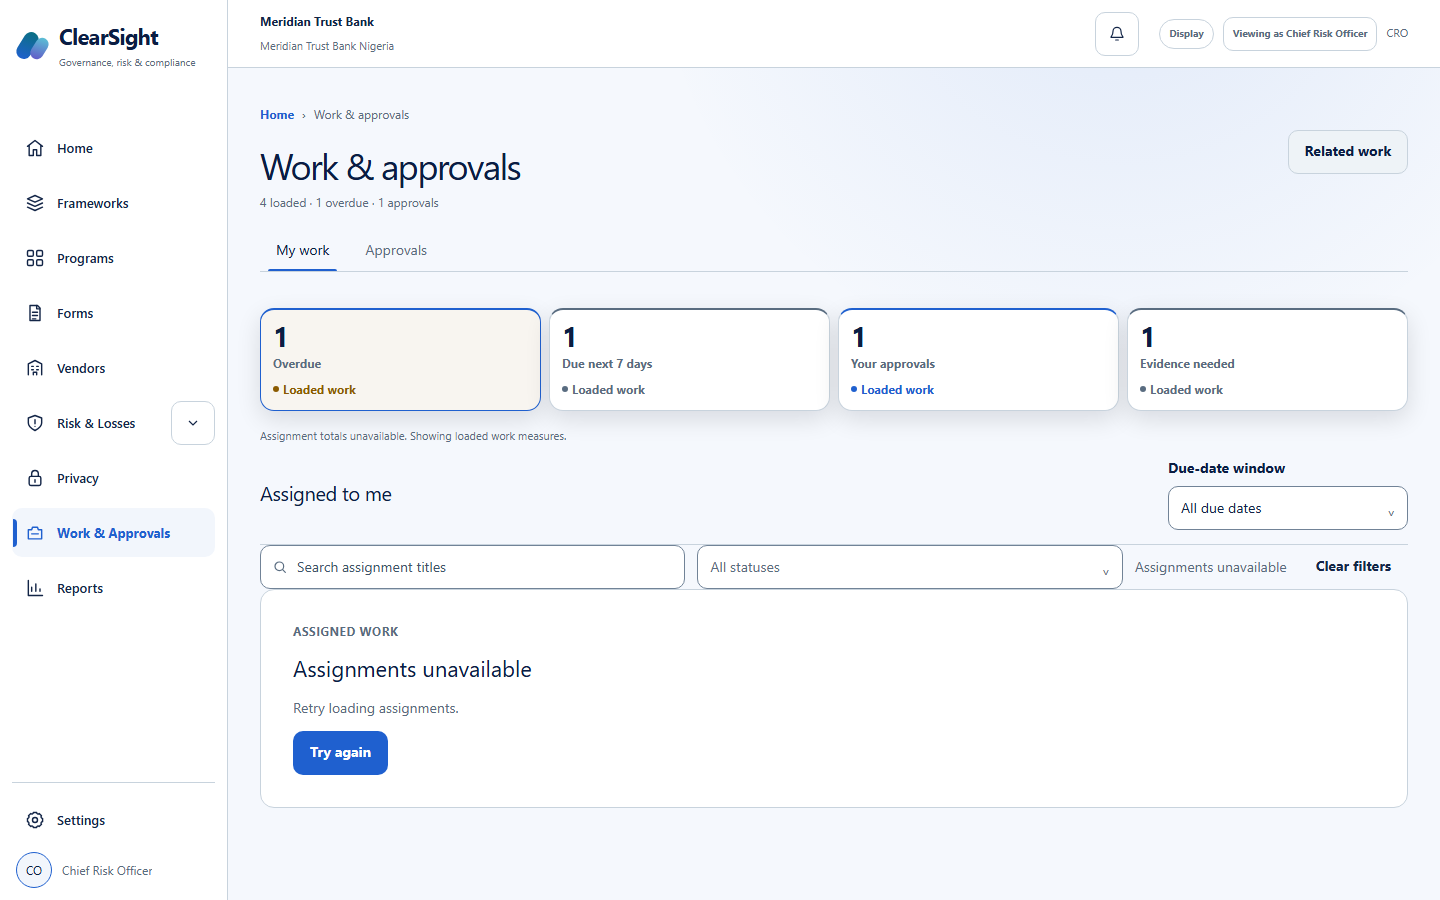 ClearSight
Governance, risk & compliance
Home
Frameworks
Programs
Forms
Vendors
Risk & Losses
Privacy
Work & Approvals
Reports
Settings
CO
Chief Risk Officer
Meridian Trust Bank
Meridian Trust Bank Nigeria
Display
Viewing as Chief Risk Officer
CRO
Home › Work & approvals
Work & approvals
4 loaded · 1 overdue · 1 approvals
Related work
My work
Approvals
1
Overdue
Loaded work
1
Due next 7 days
Loaded work
1
Your approvals
Loaded work
1
Evidence needed
Loaded work
Assignment totals unavailable. Showing loaded work measures.
Assigned to me
Due-date window
All due dates
Search assignment titles
All statuses
Assignments unavailable
Clear filters
ASSIGNED WORK
Assignments unavailable
Retry loading assignments.
Try again